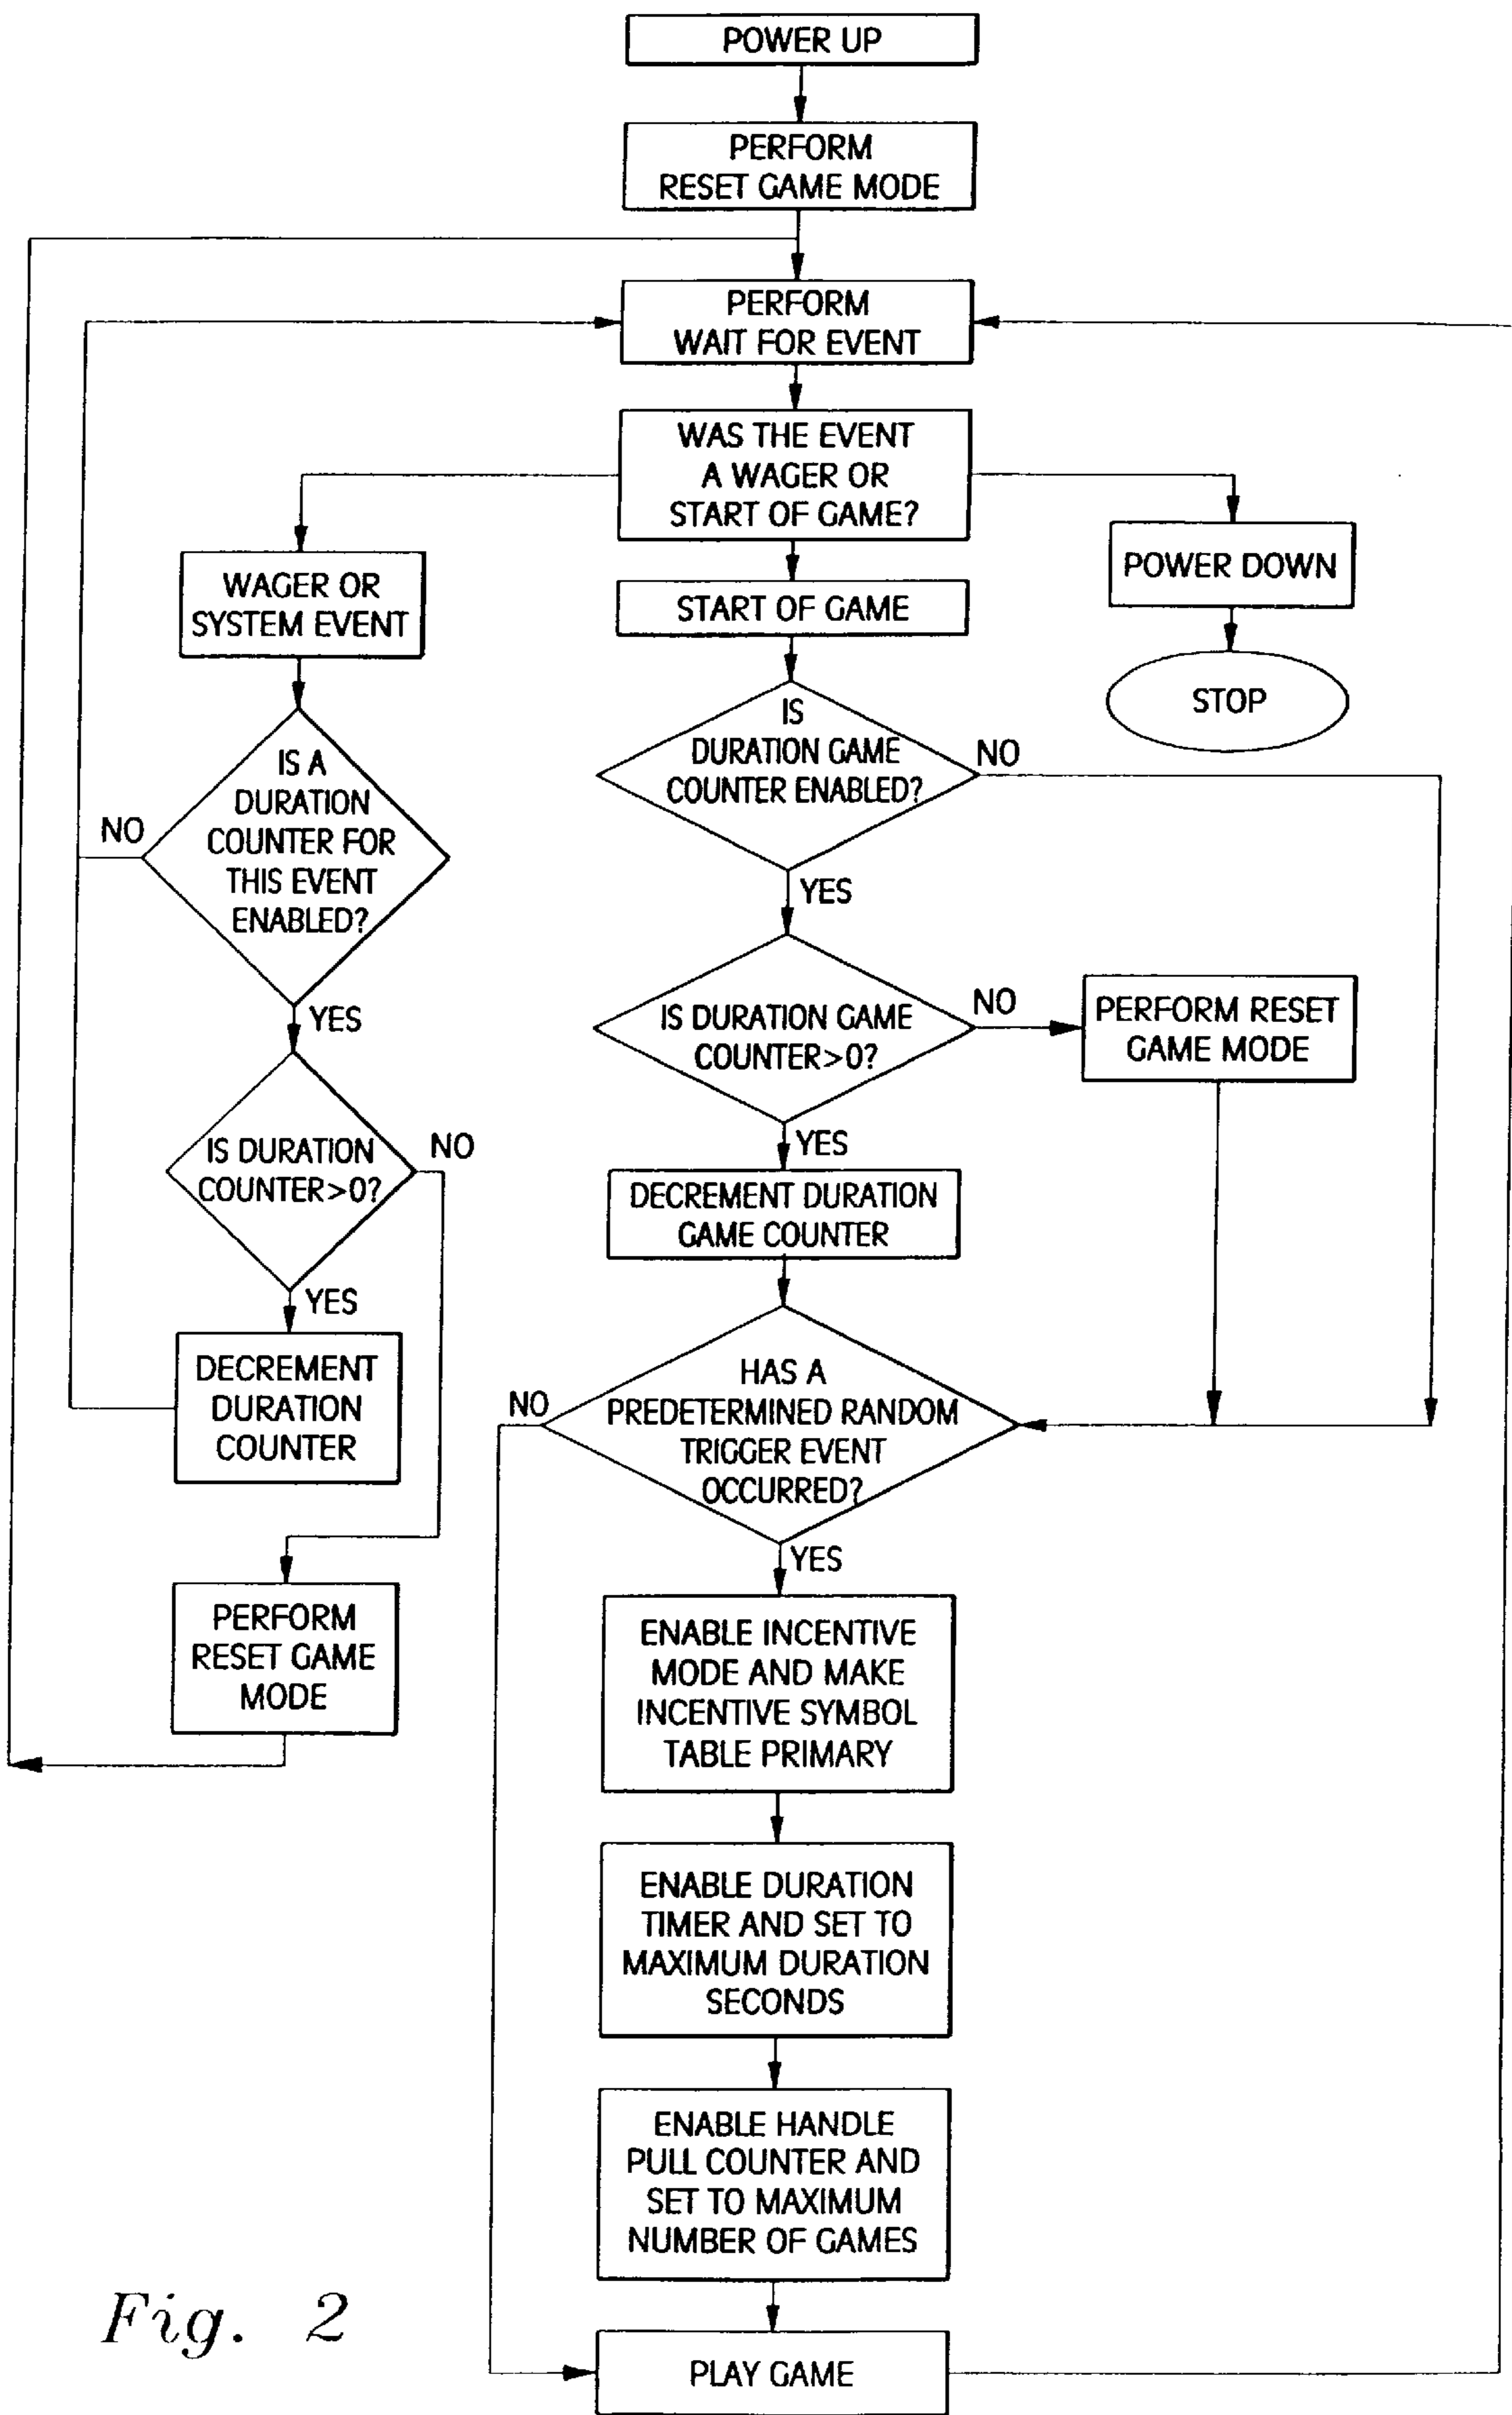 POWER UP
PERFORM
RESET GAME MODE
PERFORM
WAIT FOR EVENT
WAS THE EVENT
A WAGER OR
START OF GAME?
WAGER OR
SYSTEM EVENT
START OF GAME
POWER DOWN
STOP
IS A
DURATION
COUNTER FOR
THIS EVENT
ENABLED?
NO
YES
IS DURATION
COUNTER>0?
NO
YES
DECREMENT
DURATION
COUNTER
PERFORM
RESET GAME
MODE
IS
DURATION GAME
COUNTER ENABLED?
NO
YES
IS DURATION GAME
COUNTER>0?
NO
PERFORM RESET
GAME MODE
YES
DECREMENT DURATION
GAME COUNTER
HAS A
PREDETERMINED RANDOM
TRIGGER EVENT
OCCURRED?
NO
YES
ENABLE INCENTIVE
MODE AND MAKE
INCENTIVE SYMBOL
TABLE PRIMARY
ENABLE DURATION
TIMER AND SET TO
MAXIMUM DURATION
SECONDS
ENABLE HANDLE
PULL COUNTER AND
SET TO MAXIMUM
NUMBER OF GAMES
PLAY GAME
Fig. 2